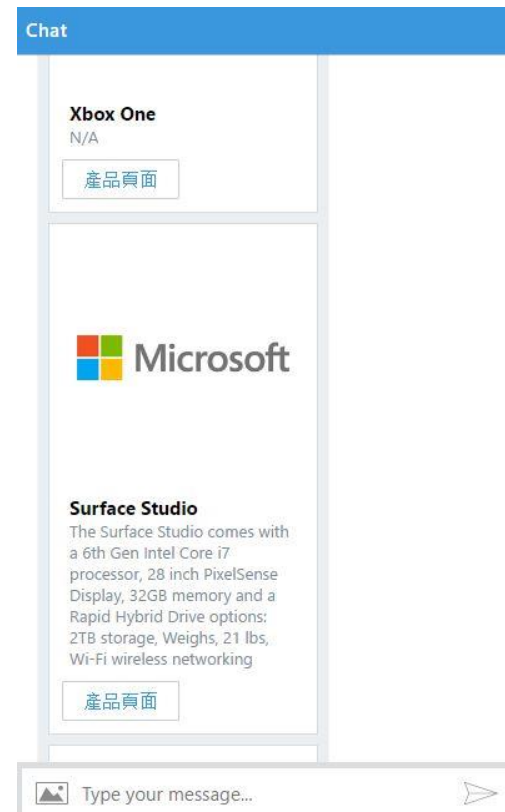 Chat
Xbox One
N/A
產品頁面
Microsoft
Surface Studio
The Surface Studio comes with
a 6th Gen Intel Core i7
processor, 28 inch PixelSense
Display, 32GB memory and a
Rapid Hybrid Drive options:
2TB storage, Weighs, 21 lbs,
Wi-Fi wireless networking
產品頁面
Type your message...